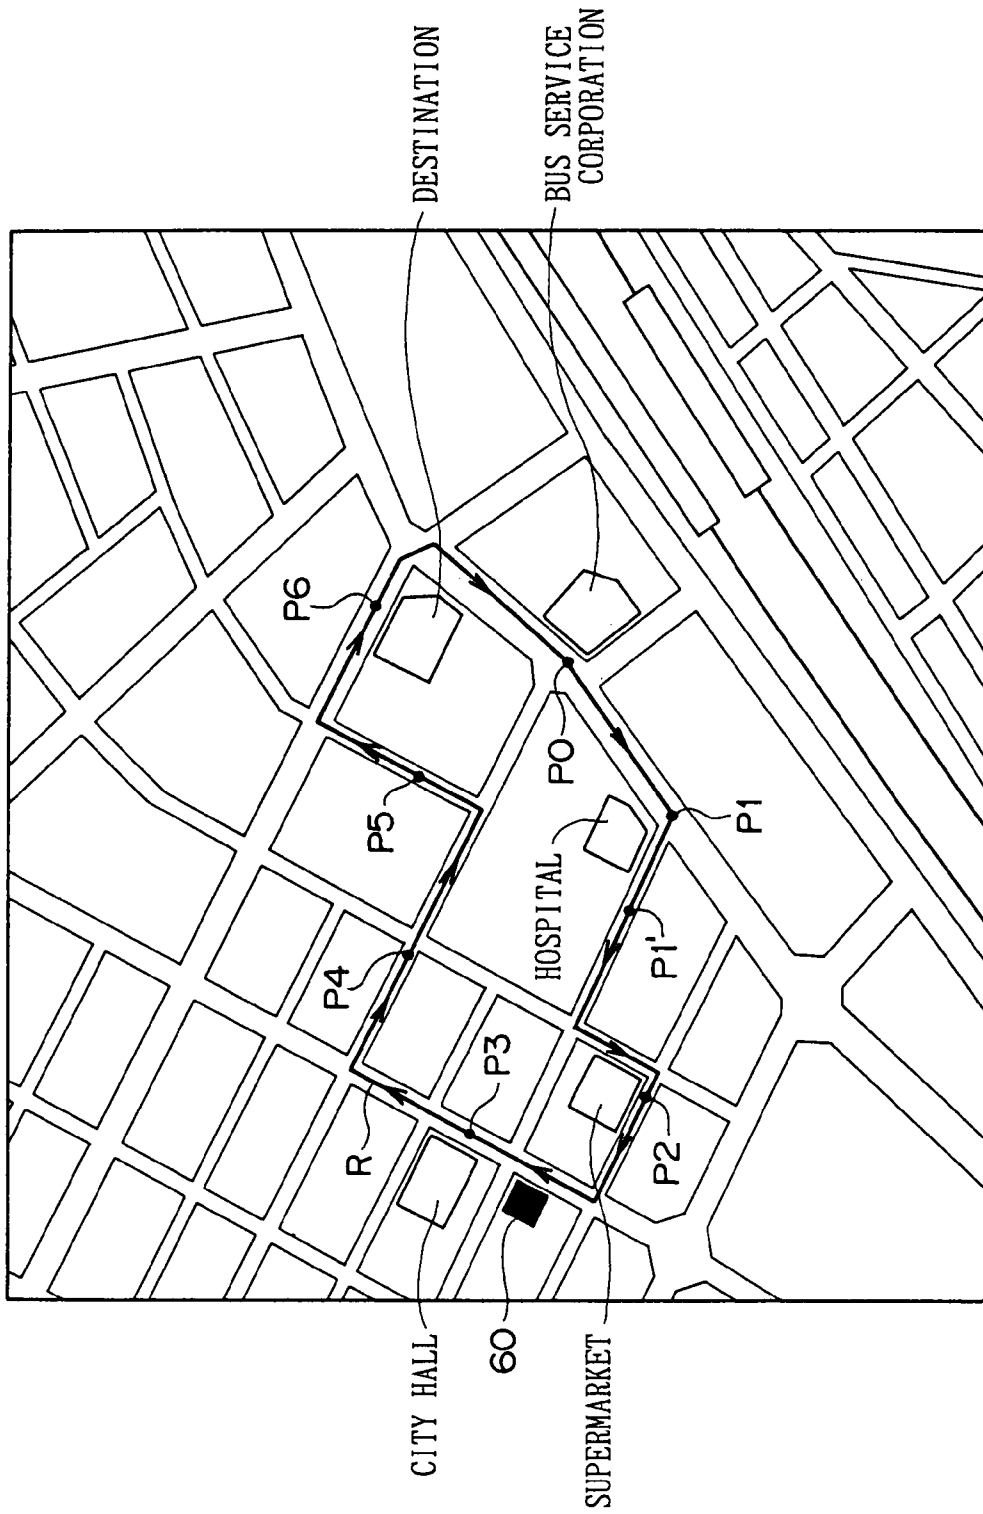 DESTINATION
BUS SERVICE
CORPORATION
P6
P0
P5
P1
HOSPITAL
P1'
P4
P3
R
P2
CITY HALL
60
SUPERMARKET